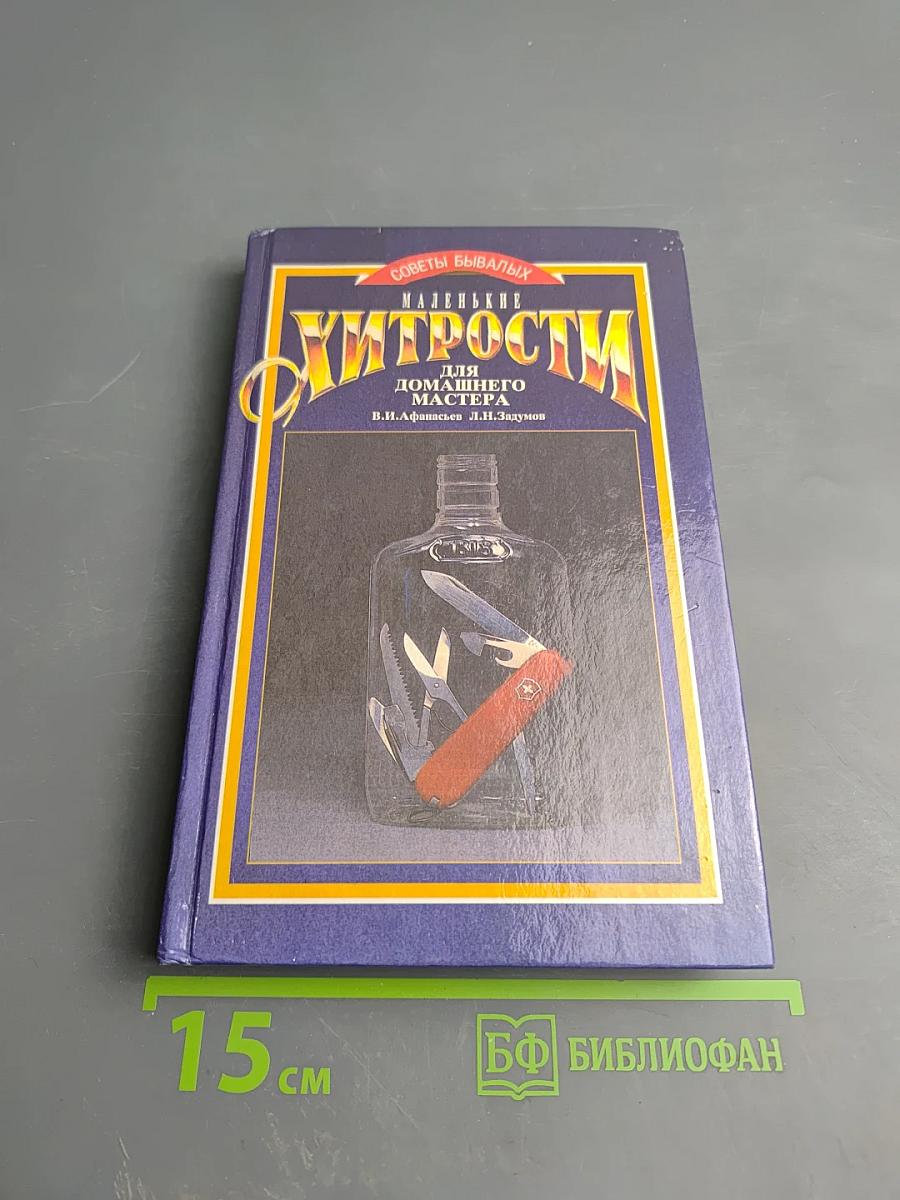 СОВЕТЫ БЫВАЛЫХ
МАЛЕНЬКИЕ
ХИТРОСТИ
ДЛЯ
ДОМАШНЕГО
МАСТЕРА
В.И.Афанасьев Л.Н.Задумов
15 см
БФ БИБЛИОФАН